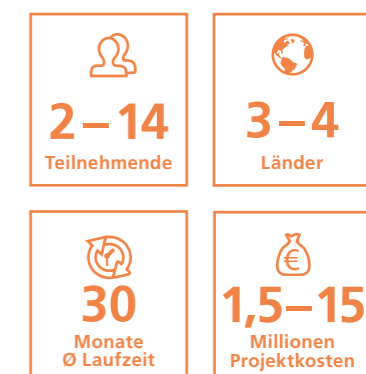 2–14
Teilnehmende
3–4
Länder
30
Monate
Ø Laufzeit
€
1,5–15
Millionen
Projektkosten